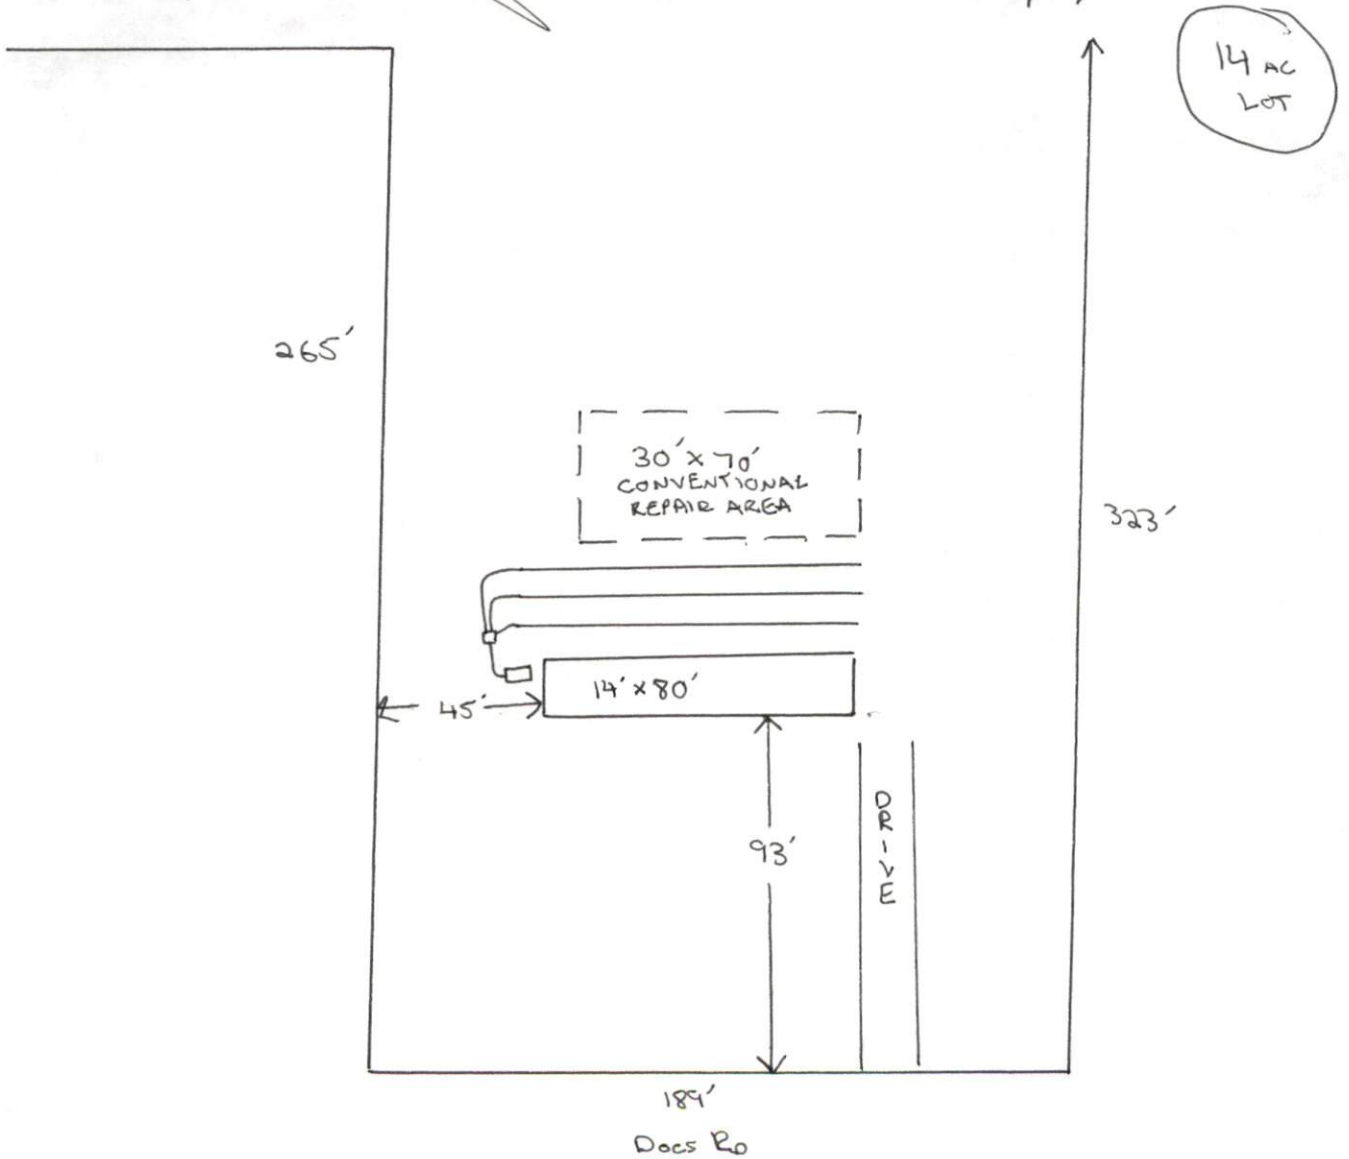 14 AC
LOT
265'
30' x 70'
CONVENTIONAL
REPAIR AREA
323'
14' x 80'
45'
93'
DRIVE
189'
Docs RD